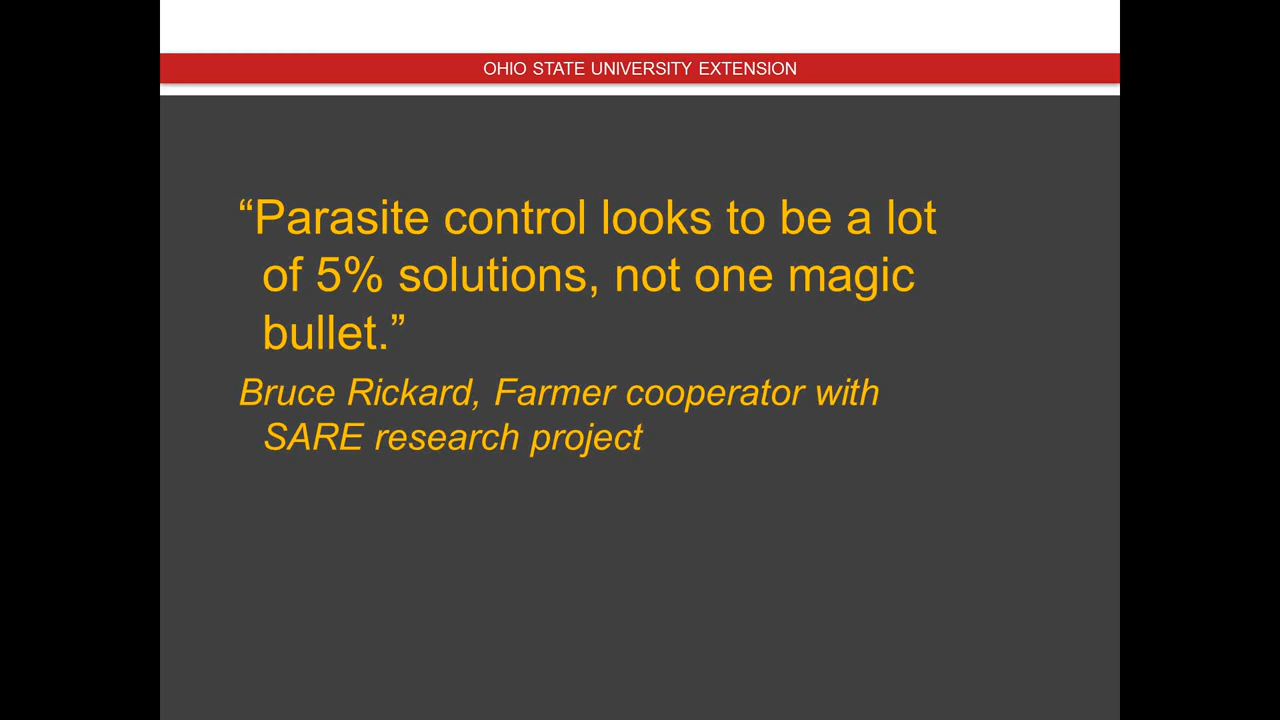 OHIO STATE UNIVERSITY EXTENSION
“Parasite control looks to be a lot
of 5% solutions, not one magic
bullet.”
Bruce Rickard, Farmer cooperator with
SARE research project